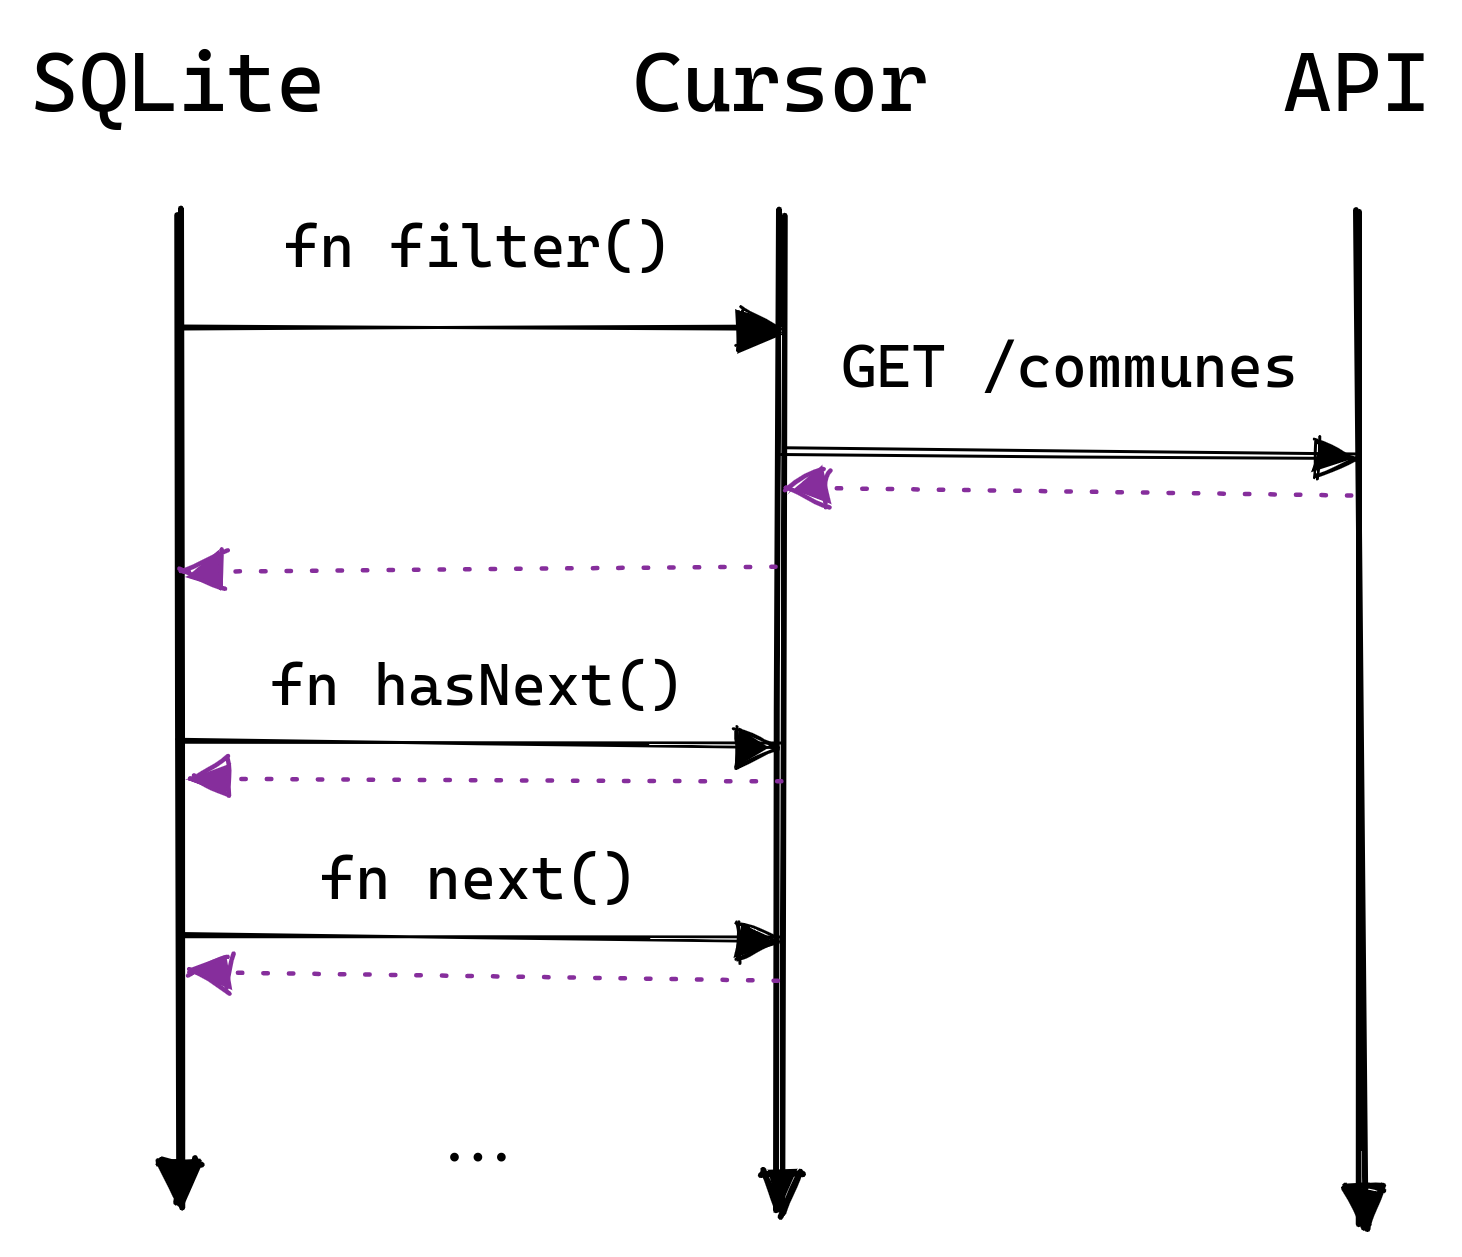 SQLite Cursor API
fn filter()
GET /communes
fn hasNext()
fn next()
...